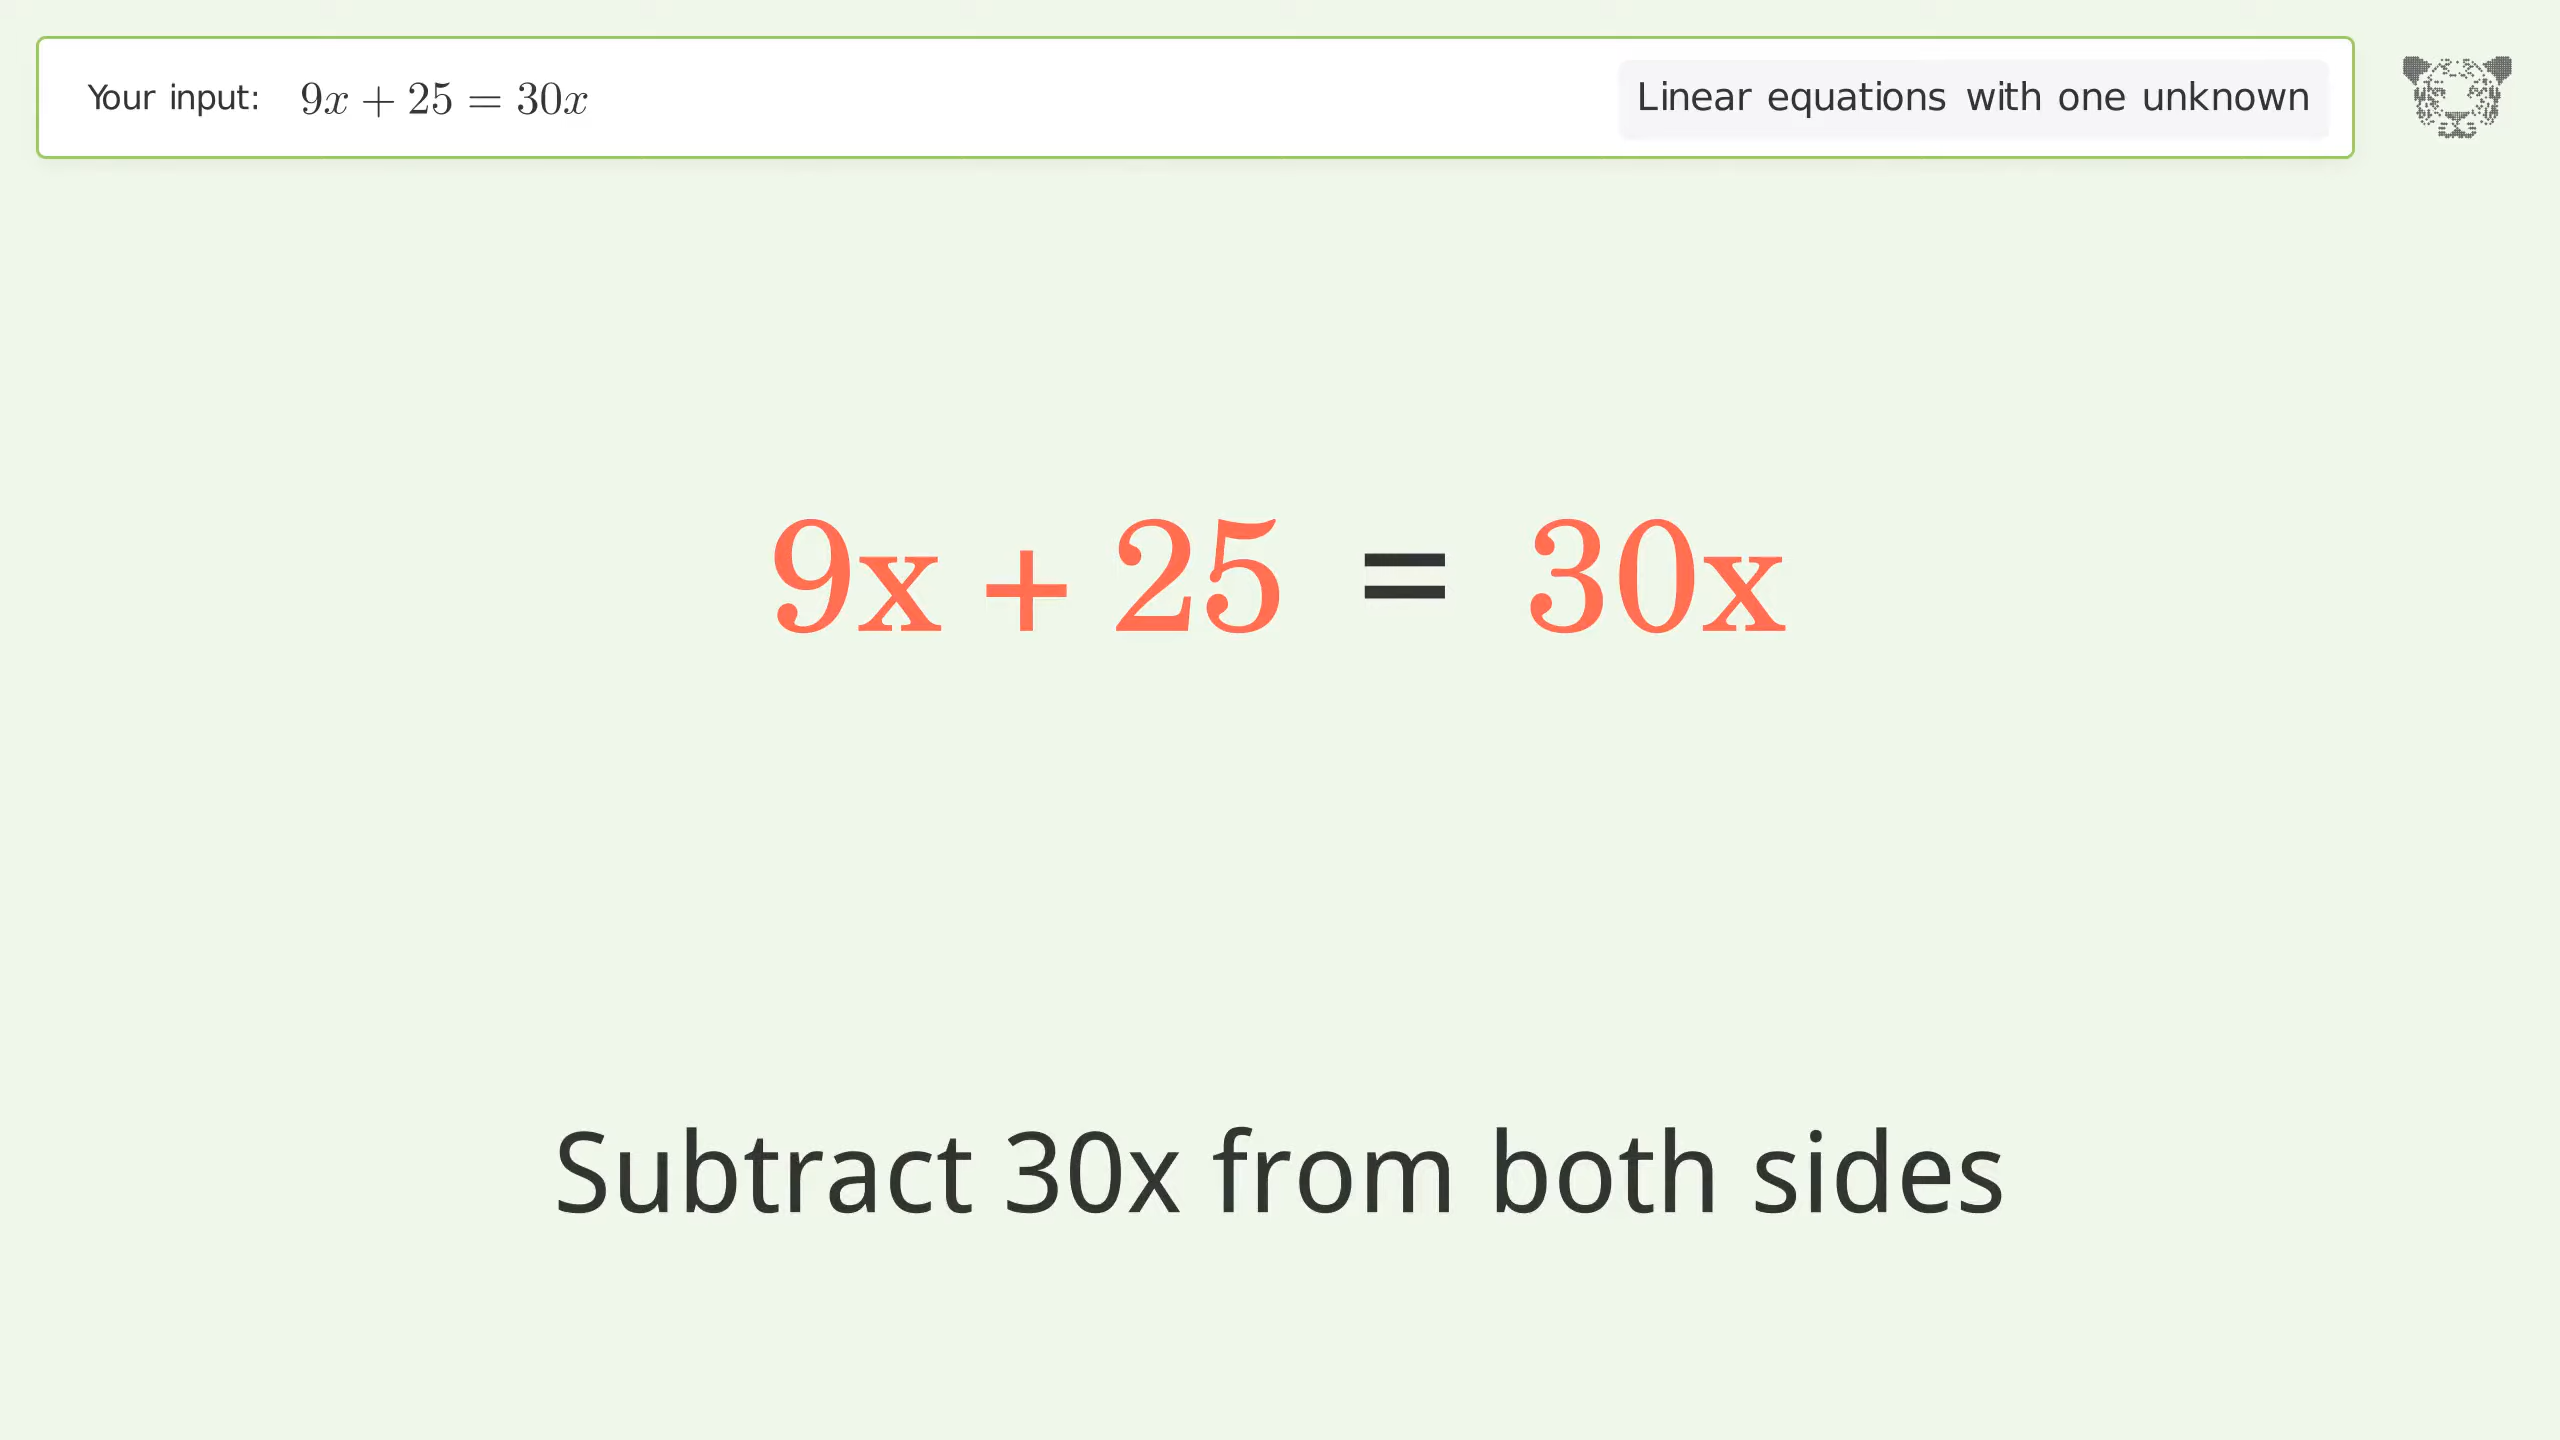 Your input: 9x + 25 = 30x
Linear equations with one unknown
9x + 25 = 30x
Subtract 30x from both sides